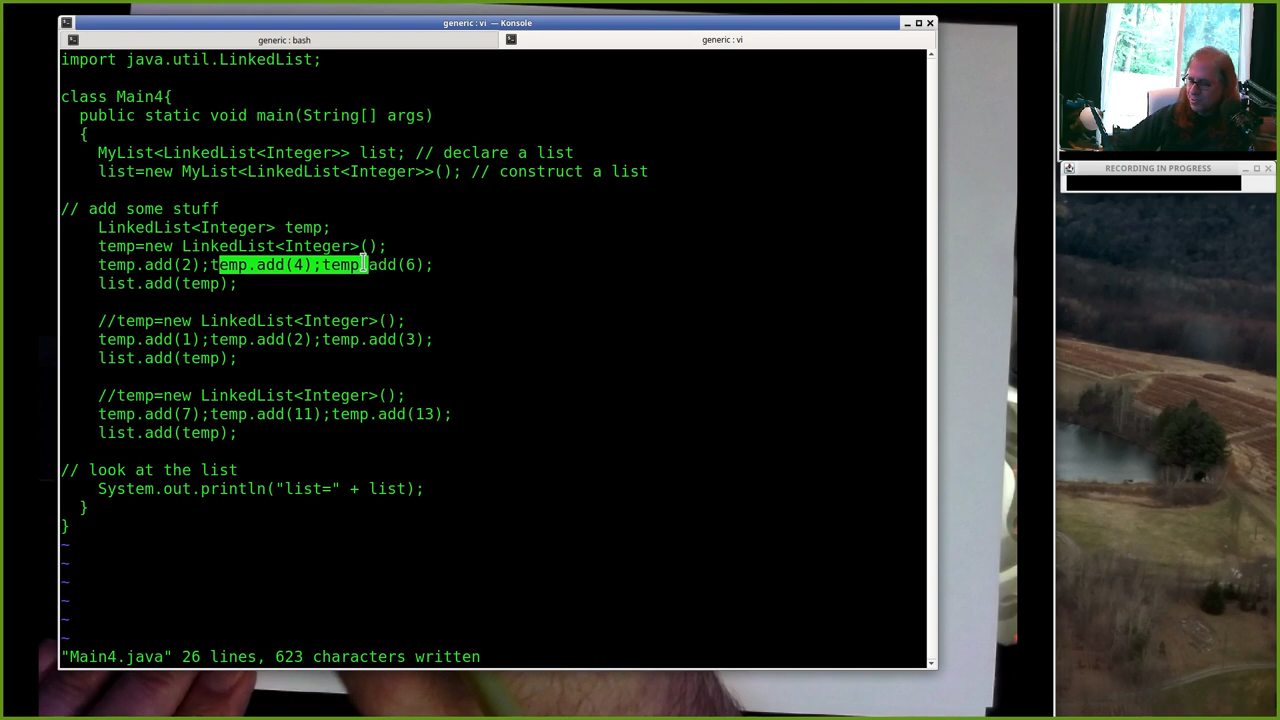 generic : vi — Konsole
generic : bash
generic : vi
import java.util.LinkedList;
class Main4{
public static void main(String[] args)
{
MyList<LinkedList<Integer>> list; // declare a list
list=new MyList<LinkedList<Integer>>(); // construct a list
// add some stuff
LinkedList<Integer> temp;
temp=new LinkedList<Integer>();
temp.add(2);temp.add(4);temp.add(6);
list.add(temp);
//temp=new LinkedList<Integer>();
temp.add(1);temp.add(2);temp.add(3);
list.add(temp);
//temp=new LinkedList<Integer>();
temp.add(7);temp.add(11);temp.add(13);
list.add(temp);
// look at the list
System.out.println("list=" + list);
}
}
~
~
~
~
~
~
"Main4.java" 26 lines, 623 characters written
RECORDING IN PROGRESS